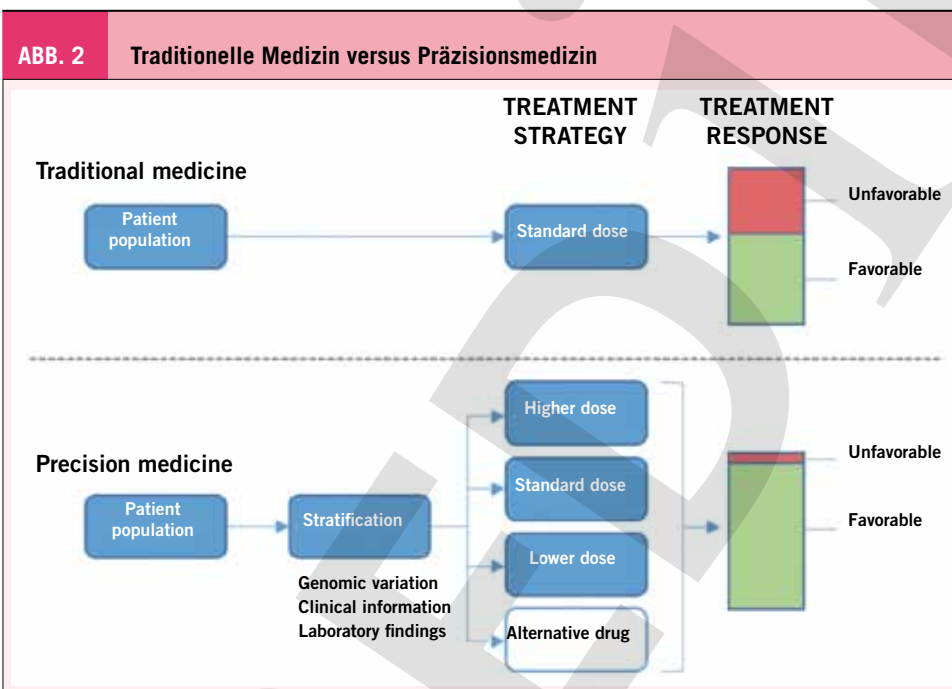 ABB. 2 Traditionelle Medizin versus Präzisionsmedizin
TREATMENT
STRATEGY
TREATMENT
RESPONSE
Traditional medicine
Patient
population
Standard dose
Unfavorable
Favorable
Precision medicine
Patient
population
Stratification
Genomic variation
Clinical information
Laboratory findings
Higher dose
Standard dose
Lower dose
Alternative drug
Unfavorable
Favorable